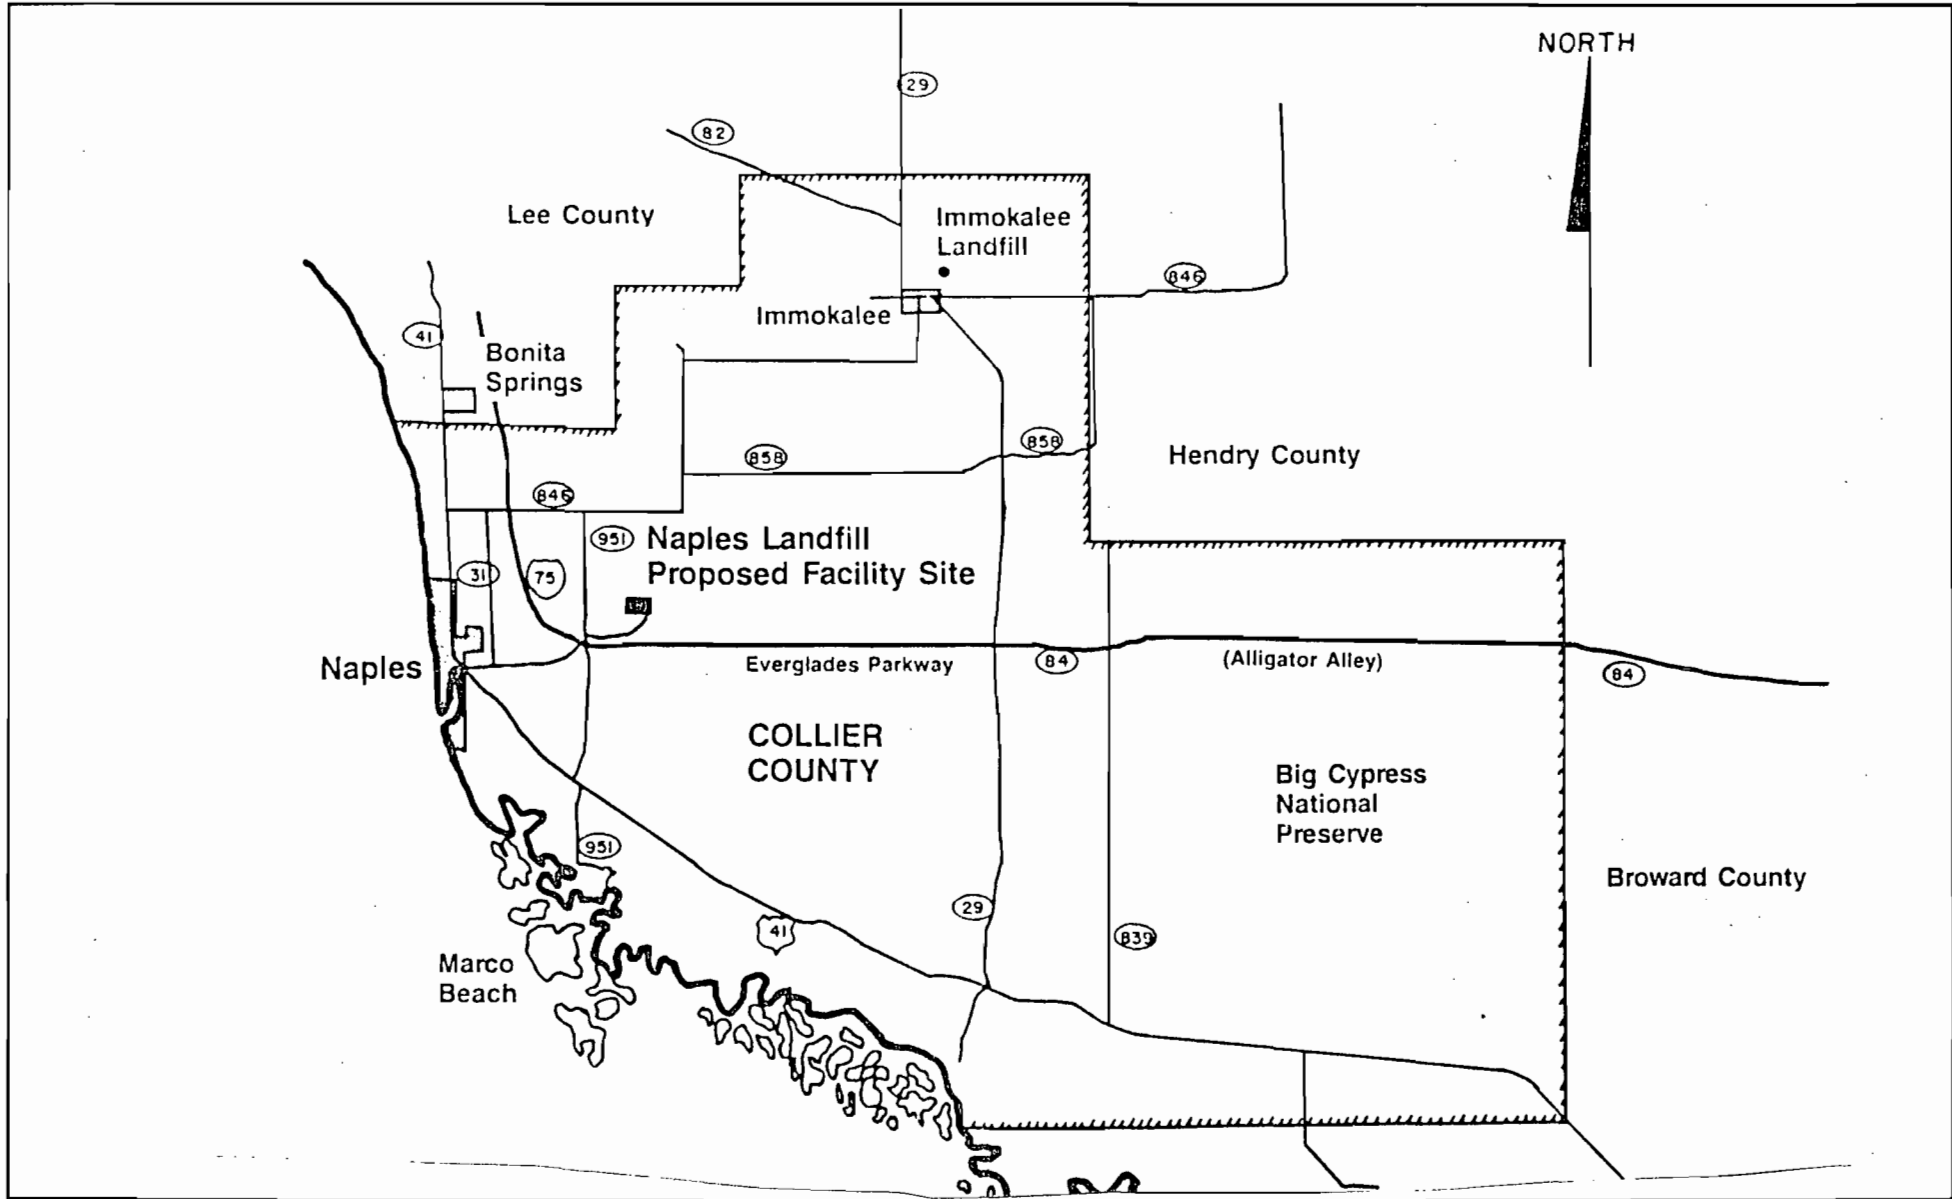 NORTH
29
82
Lee County
Immokalee
Landfill
846
41
Immokalee
Bonita
Springs
858
858
Hendry County
846
951
Naples Landfill
Proposed Facility Site
31
75
Naples
Everglades Parkway
84
(Alligator Alley)
84
COLLIER
COUNTY
Big Cypress
National
Preserve
951
Broward County
29
41
839
Marco
Beach